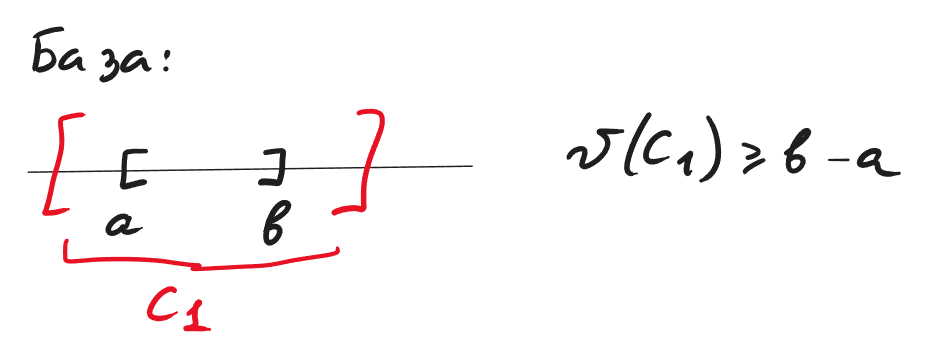 База:
[ [ ] ]
a в
C₁
v(C₁) ≥ в - a